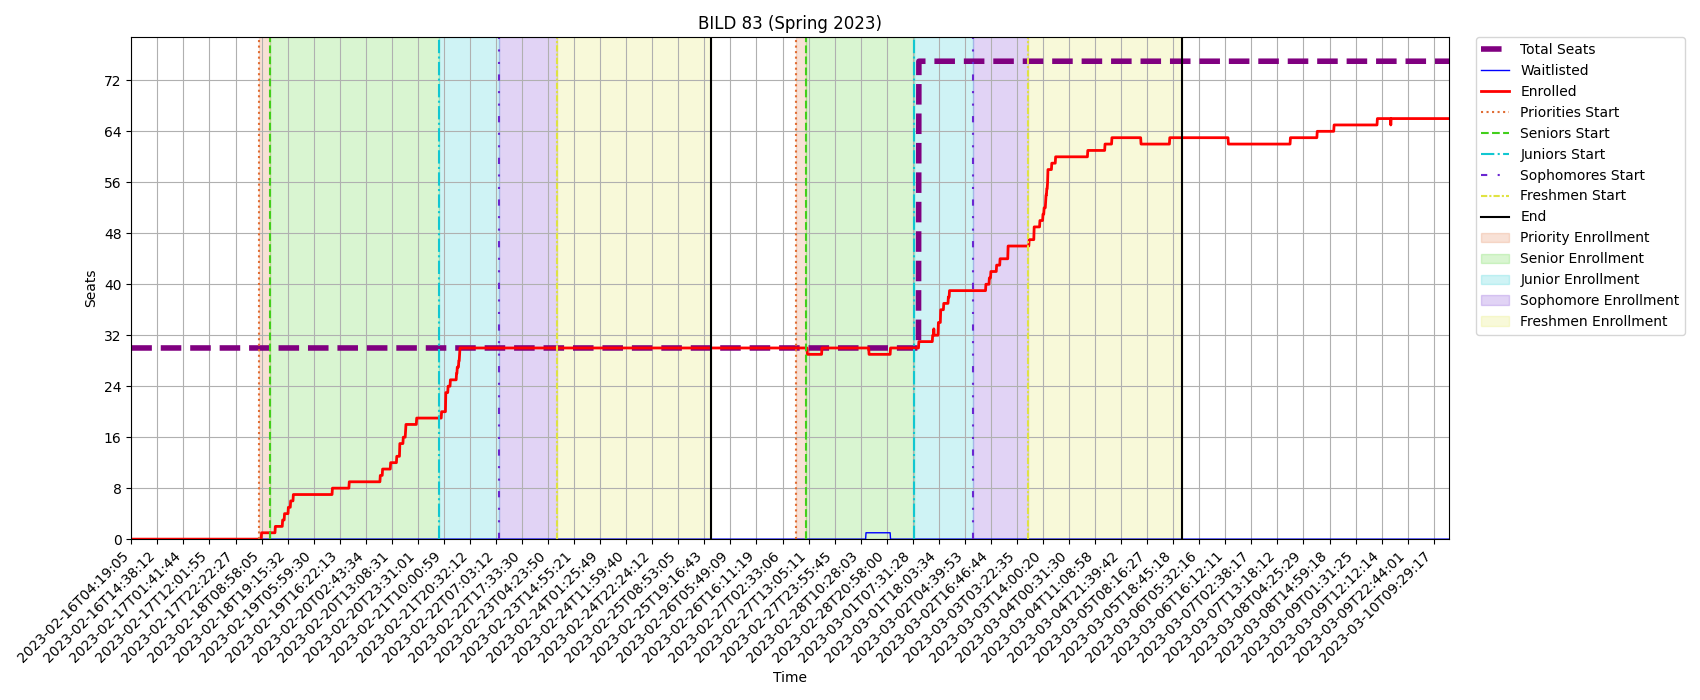 BILD 83 (Spring 2023)
Total Seats
Waitlisted
Enrolled
Priorities Start
Seniors Start
Juniors Start
Sophomores Start
Freshmen Start
End
Priority Enrollment
Senior Enrollment
Junior Enrollment
Sophomore Enrollment
Freshmen Enrollment
Seats
72
64
56
48
40
32
24
16
8
0
2023-02-16T04:19:05
2023-02-16T14:38:12
2023-02-17T01:41:44
2023-02-17T12:01:55
2023-02-17T22:22:27
2023-02-18T08:58:05
2023-02-18T19:15:32
2023-02-19T05:59:30
2023-02-19T16:22:13
2023-02-20T02:43:34
2023-02-20T13:08:31
2023-02-20T23:31:01
2023-02-21T10:00:59
2023-02-21T20:32:12
2023-02-22T07:03:12
2023-02-22T17:33:30
2023-02-23T04:23:50
2023-02-23T14:55:21
2023-02-24T01:25:49
2023-02-24T11:59:40
2023-02-24T22:24:12
2023-02-25T08:53:05
2023-02-25T19:16:43
2023-02-26T05:49:09
2023-02-26T16:11:19
2023-02-27T02:33:06
2023-02-27T13:05:11
2023-02-27T23:55:45
2023-02-28T10:28:03
2023-02-28T20:58:00
2023-03-01T07:31:28
2023-03-01T18:03:34
2023-03-02T04:39:53
2023-03-02T16:46:44
2023-03-03T03:22:35
2023-03-03T14:00:20
2023-03-04T00:31:30
2023-03-04T11:08:58
2023-03-04T21:39:42
2023-03-05T08:16:27
2023-03-05T18:45:18
2023-03-06T05:32:16
2023-03-06T16:12:11
2023-03-07T02:38:17
2023-03-07T13:18:12
2023-03-08T04:25:29
2023-03-08T14:59:18
2023-03-09T01:31:25
2023-03-09T12:12:14
2023-03-09T22:44:01
2023-03-10T09:29:17
Time